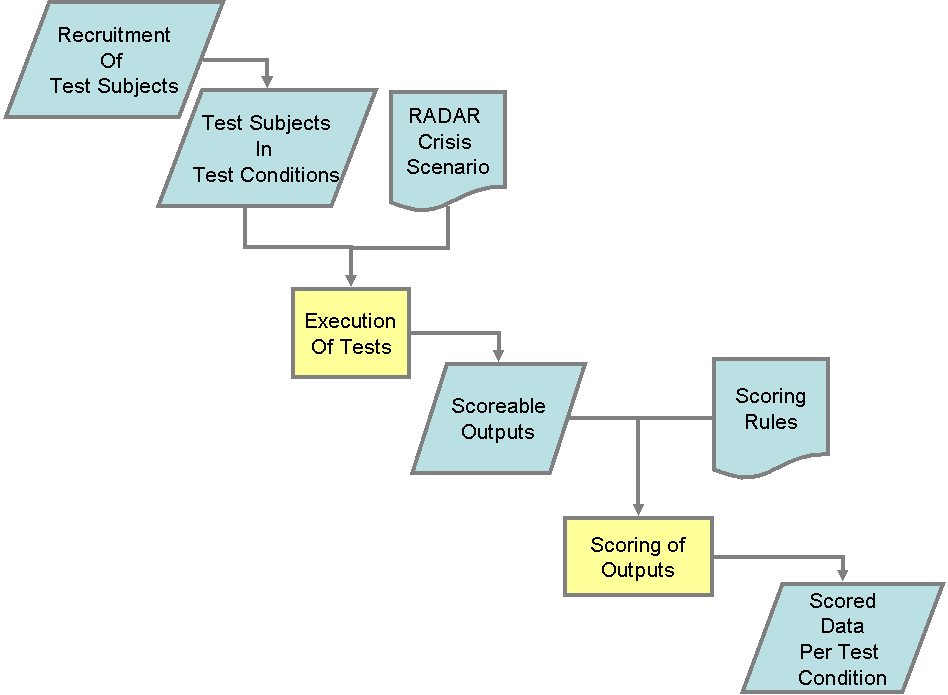 Recruitment
Of
Test Subjects
Test Subjects
In
Test Conditions
RADAR
Crisis
Scenario
Execution
Of Tests
Scoreable
Outputs
Scoring
Rules
Scoring of
Outputs
Scored
Data
Per Test
Condition